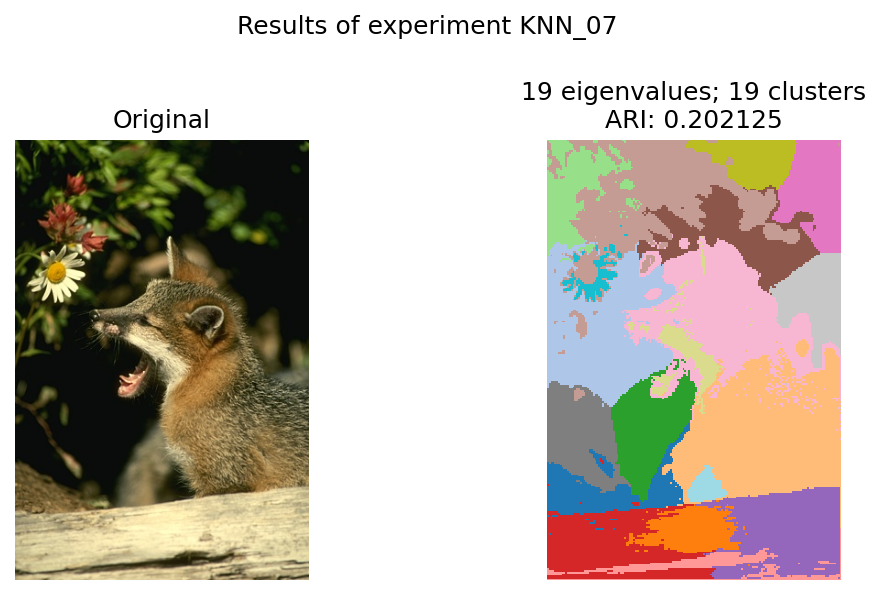 Results of experiment KNN_07
Original
19 eigenvalues; 19 clusters
ARI: 0.202125